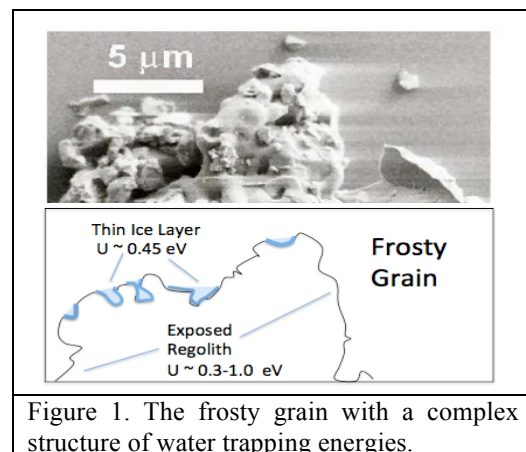 5 μm
Thin Ice Layer
U ~ 0.45 eV
Frosty
Grain
Exposed
Regolith
U ~ 0.3-1.0 eV
Figure 1. The frosty grain with a complex
structure of water trapping energies.